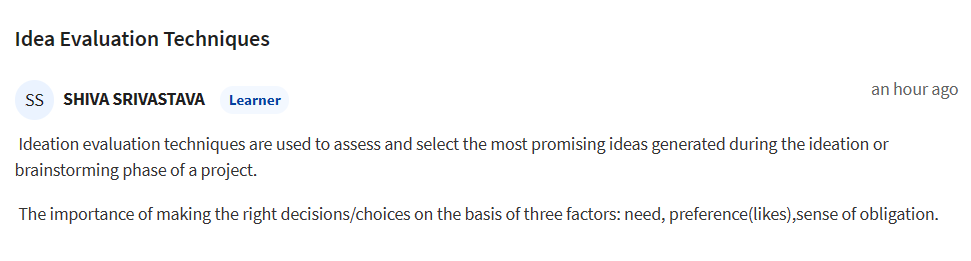 Idea Evaluation Techniques
SS SHIVA SRIVASTAVA Learner an hour ago
Ideation evaluation techniques are used to assess and select the most promising ideas generated during the ideation or
brainstorming phase of a project.
The importance of making the right decisions/choices on the basis of three factors: need, preference(likes),sense of obligation.